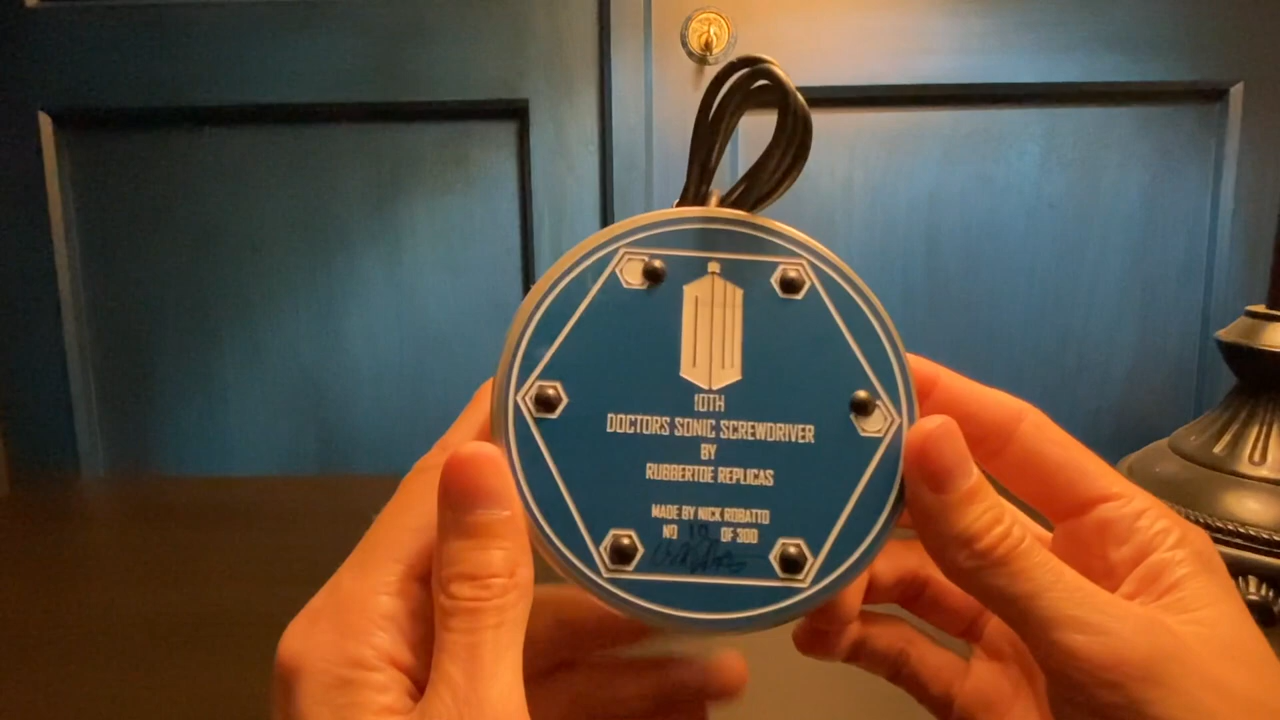 10TH
DOCTORS SONIC SCREWDRIVER
BY
RUBBERTOE REPLICAS
MADE BY NICK ROBATTO
NO OF 300